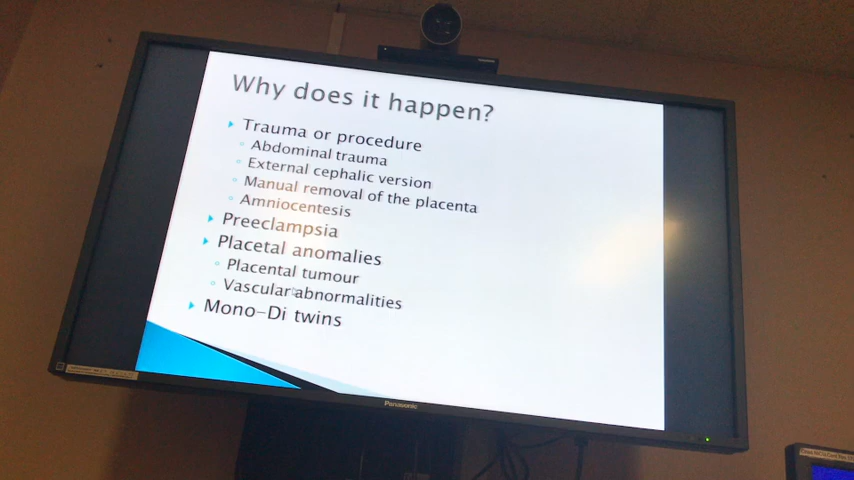 Why does it happen?
Trauma or procedure
Abdominal trauma
External cephalic version
Manual removal of the placenta
Amniocentesis
Preeclampsia
Placetal anomalies
Placental tumour
Vascular abnormalities
Mono-Di twins
Panasonic